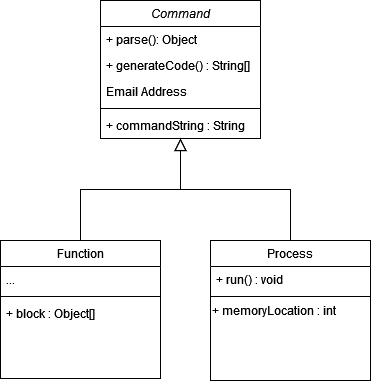 Command
+ parse(): Object
+ generateCode() : String[]
Email Address
+ commandString : String
Function
...
+ block : Object[]
Process
+ run() : void
+ memoryLocation : int